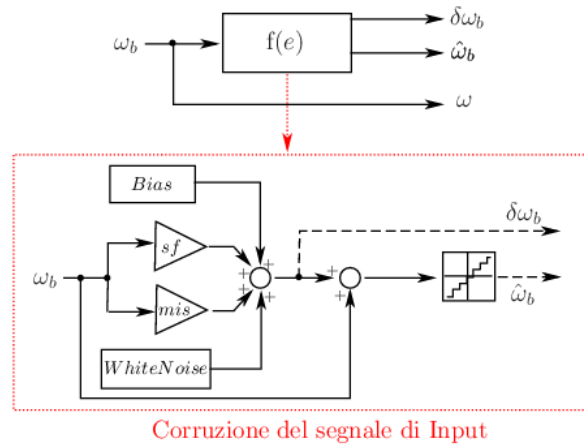 δω_b
ω_b
f(e)
ω̂_b
ω
Bias
δω_b
sf
+
+
+
ω_b
+
+
ω̂_b
mis
+
WhiteNoise
+
Corruzione del segnale di Input